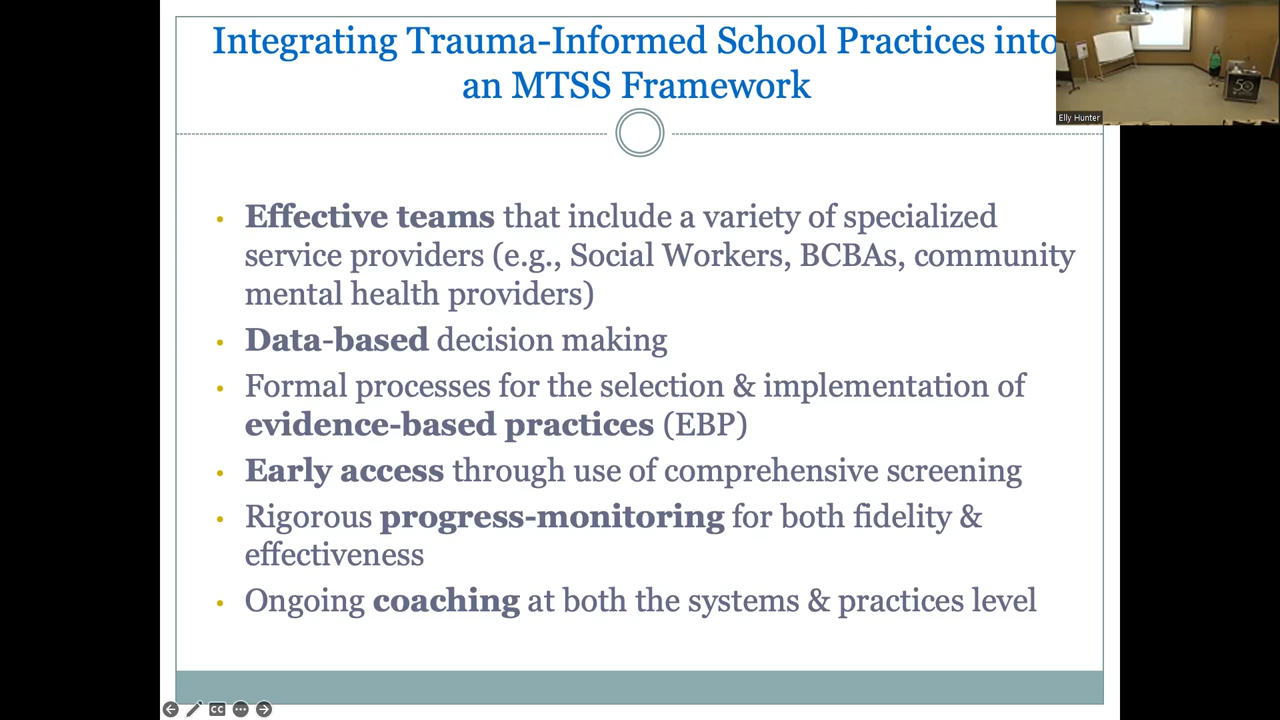 Integrating Trauma-Informed School Practices into
an MTSS Framework
Elly Hunter
• Effective teams that include a variety of specialized
service providers (e.g., Social Workers, BCBAs, community
mental health providers)
• Data-based decision making
• Formal processes for the selection & implementation of
evidence-based practices (EBP)
• Early access through use of comprehensive screening
• Rigorous progress-monitoring for both fidelity &
effectiveness
• Ongoing coaching at both the systems & practices level
CC
50